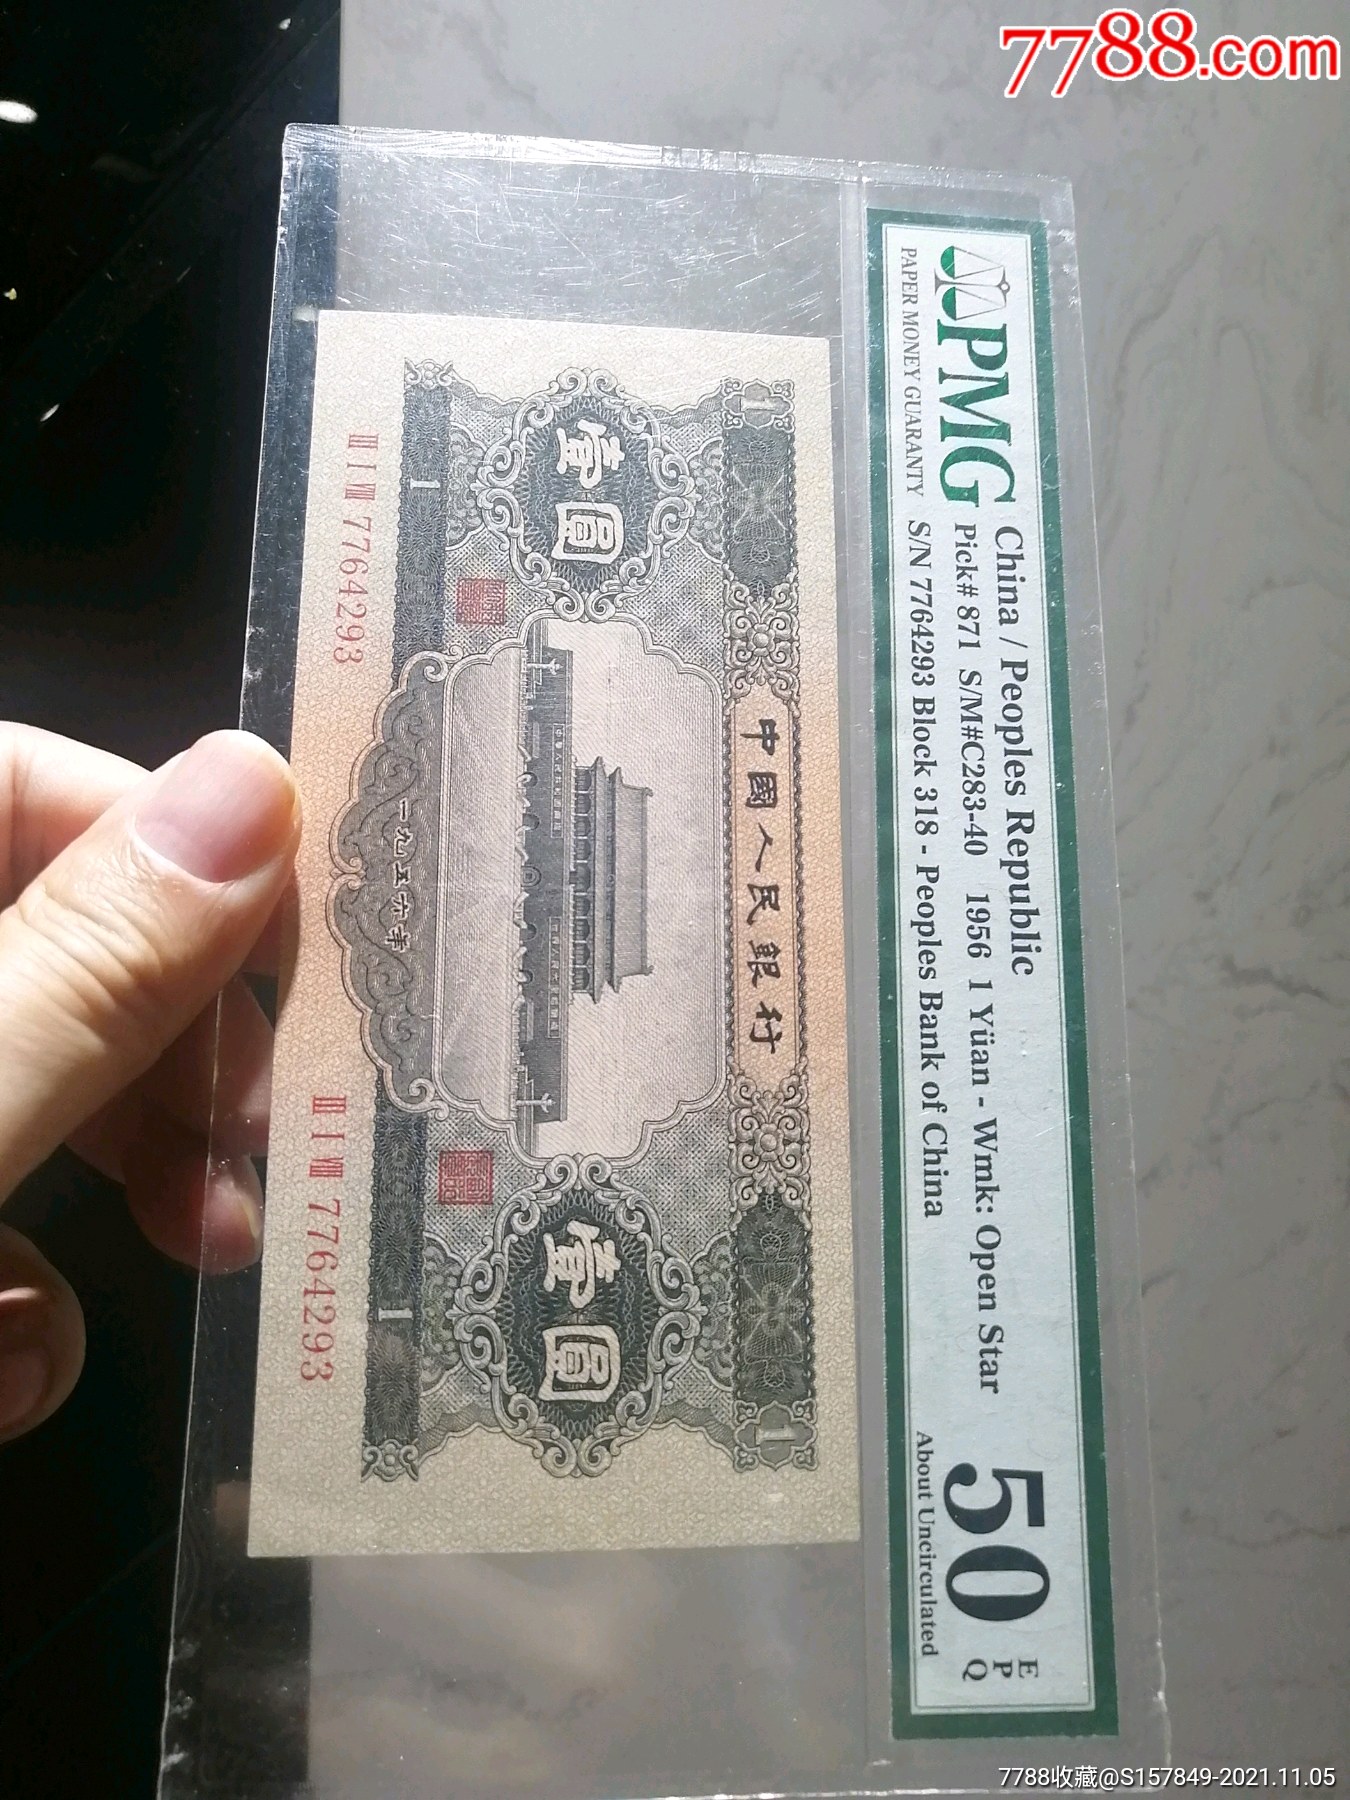 7788.com
PMG
PAPER MONEY GUARANTY
China / Peoples Republic
Pick# 871 S/M#C283-40 1956 1 Yüan - Wmk: Open Star
S/N 7764293 Block 318 - Peoples Bank of China
50
EPQ
About Uncirculated
1
1
中國人民銀行
壹圓
壹圓
一九五六年
1
1
III I VIII 7764293
III I VIII 7764293
7788收藏@S157849-2021.11.05